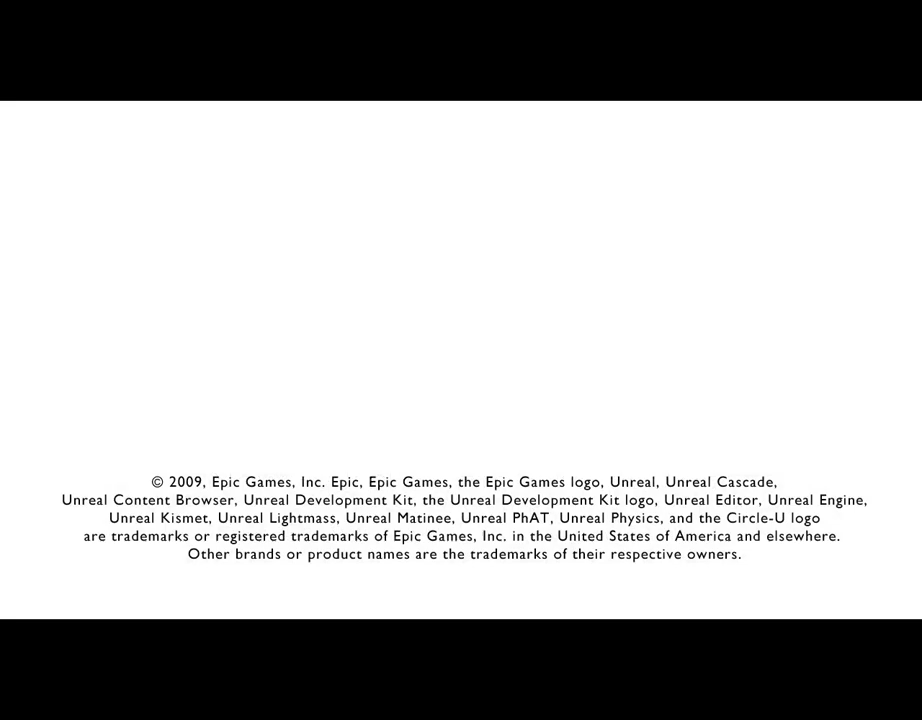 © 2009, Epic Games, Inc. Epic, Epic Games, the Epic Games logo, Unreal, Unreal Cascade,
Unreal Content Browser, Unreal Development Kit, the Unreal Development Kit logo, Unreal Editor, Unreal Engine,
Unreal Kismet, Unreal Lightmass, Unreal Matinee, Unreal PhAT, Unreal Physics, and the Circle-U logo
are trademarks or registered trademarks of Epic Games, Inc. in the United States of America and elsewhere.
Other brands or product names are the trademarks of their respective owners.